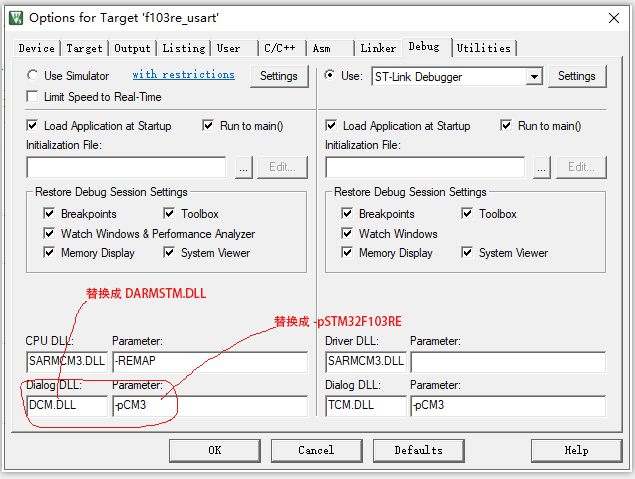 Options for Target 'f103re_usart'
Device Target Output Listing User C/C++ Asm Linker Debug Utilities
Use Simulator with restrictions Settings
Use: ST-Link Debugger Settings
Limit Speed to Real-Time
Load Application at Startup Run to main()
Load Application at Startup Run to main()
Initialization File:
Initialization File:
... Edit...
... Edit...
Restore Debug Session Settings
Breakpoints Toolbox
Watch Windows & Performance Analyzer
Memory Display System Viewer
Restore Debug Session Settings
Breakpoints Toolbox
Watch Windows
Memory Display System Viewer
替换成 DARMSTM.DLL
替换成 -pSTM32F103RE
CPU DLL: Parameter:
SARMCM3.DLL -REMAP
Dialog DLL: Parameter:
DCM.DLL -pCM3
Driver DLL: Parameter:
SARMCM3.DLL
Dialog DLL: Parameter:
TCM.DLL -pCM3
OK Cancel Defaults Help